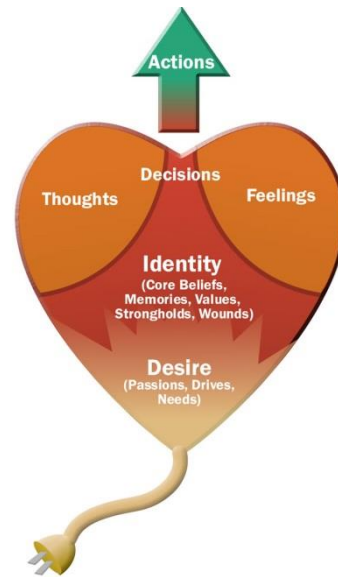 Actions
Decisions
Thoughts
Feelings
Identity
(Core Beliefs,
Memories, Values,
Strongholds, Wounds)
Desire
(Passions, Drives,
Needs)